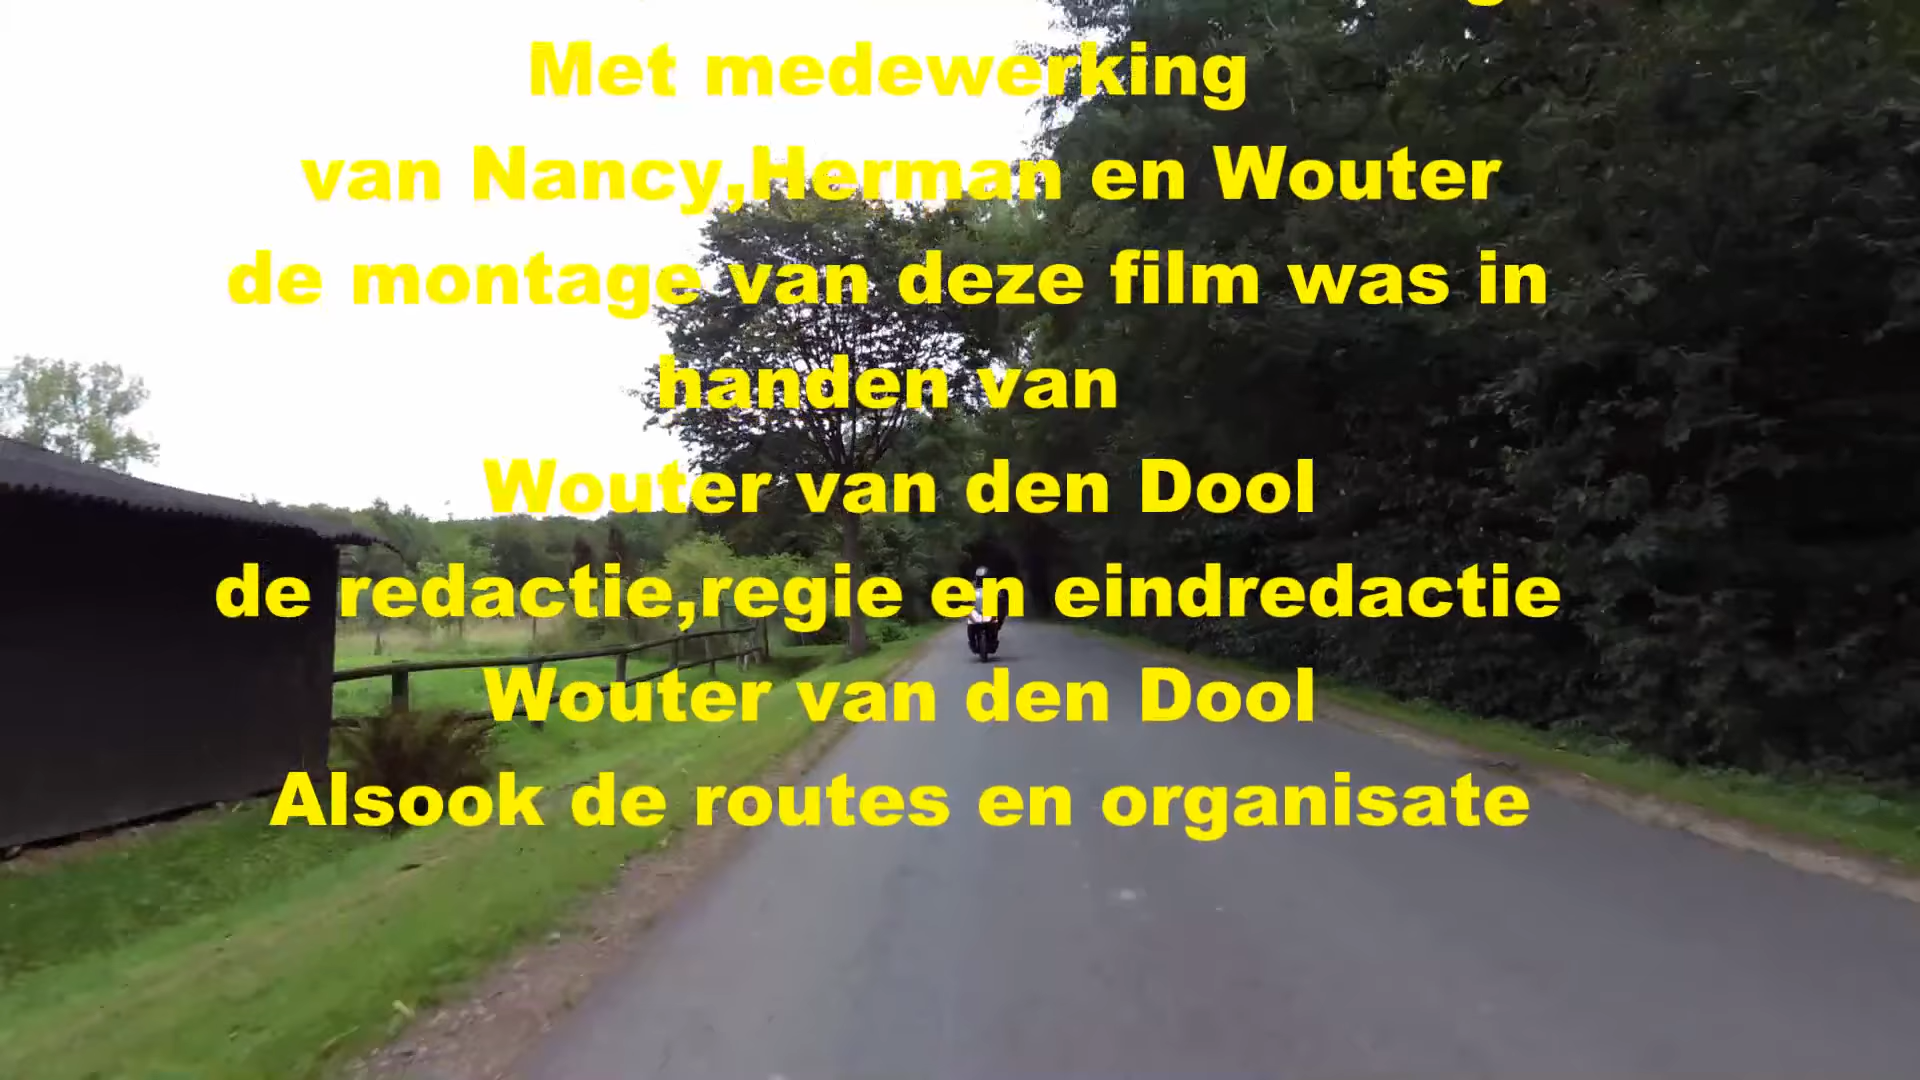 Met medewerking
van Nancy,Herman en Wouter
de montage van deze film was in
handen van
Wouter van den Dool
de redactie,regie en eindredactie
Wouter van den Dool
Alsook de routes en organisate